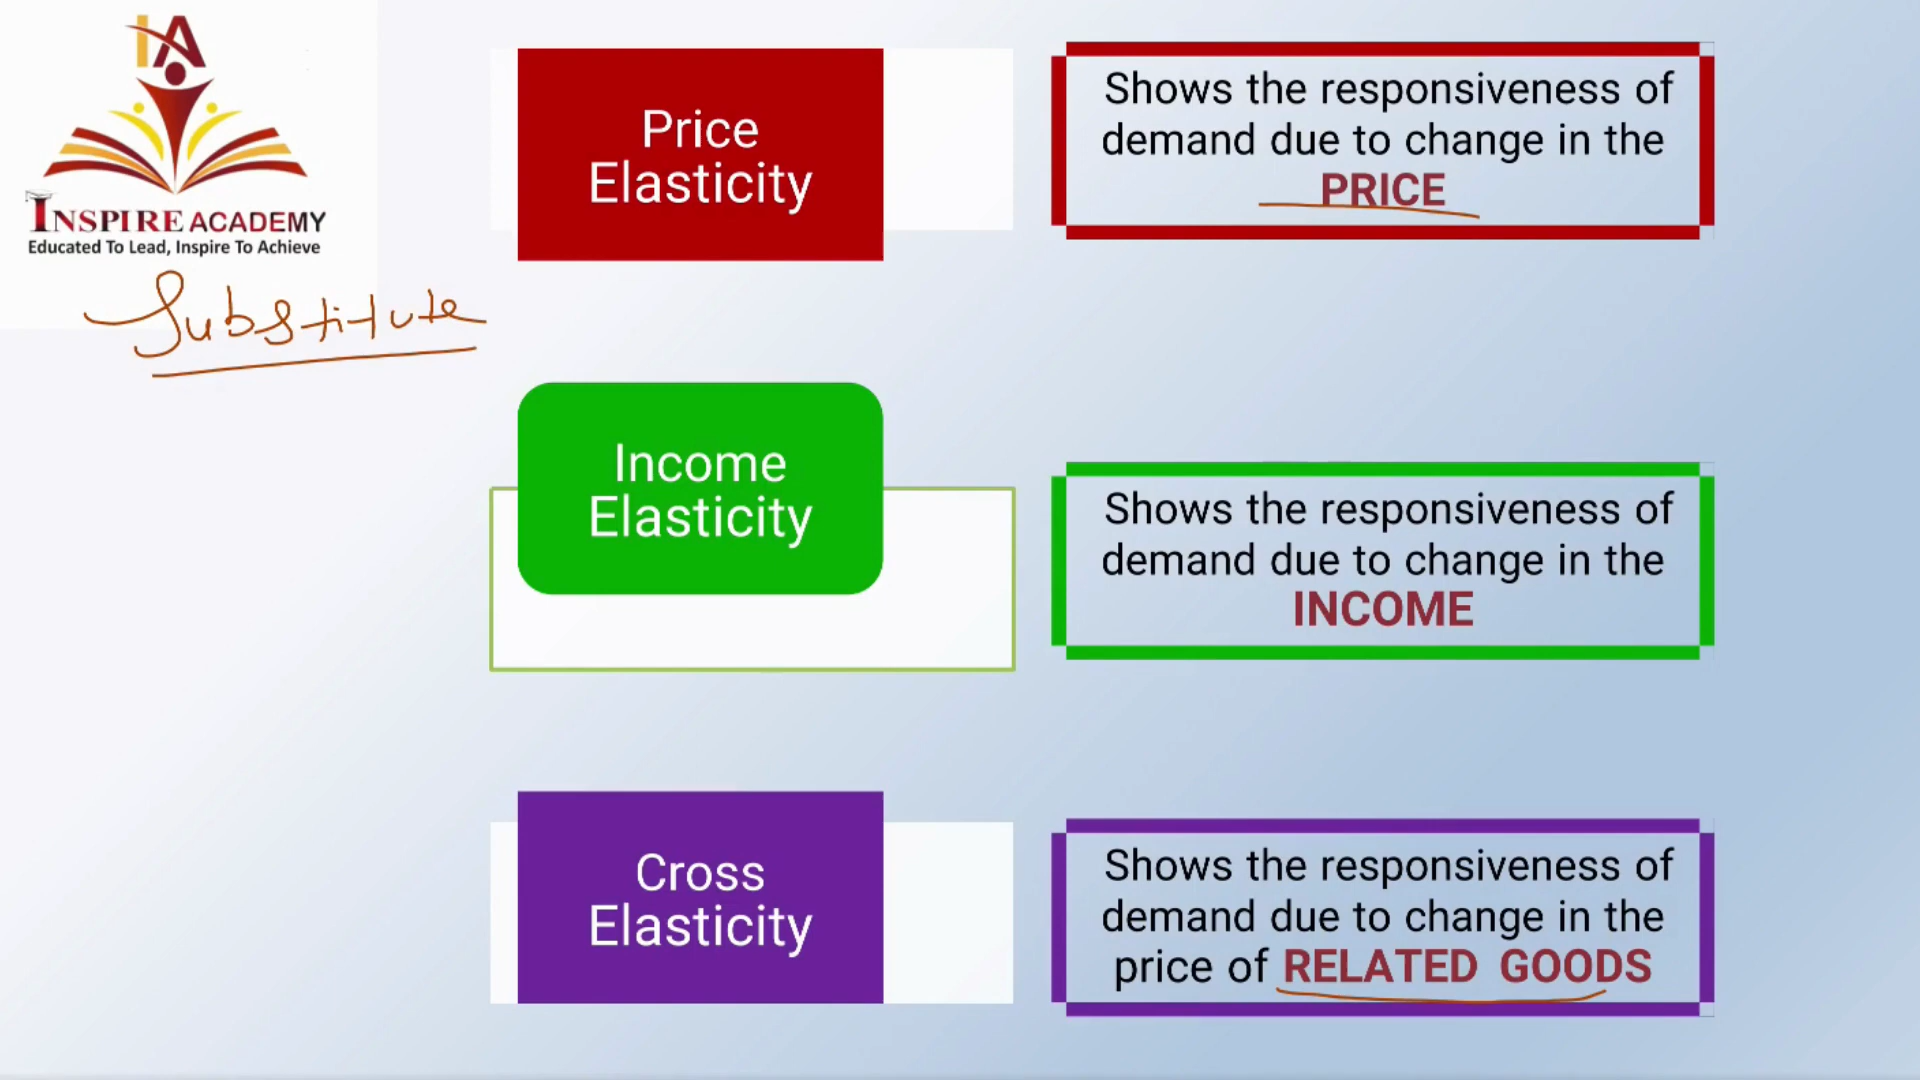 IA
INSPIRE ACADEMY
Educated To Lead, Inspire To Achieve
Substitute
Price
Elasticity
Shows the responsiveness of
demand due to change in the
PRICE
Income
Elasticity
Shows the responsiveness of
demand due to change in the
INCOME
Cross
Elasticity
Shows the responsiveness of
demand due to change in the
price of RELATED GOODS